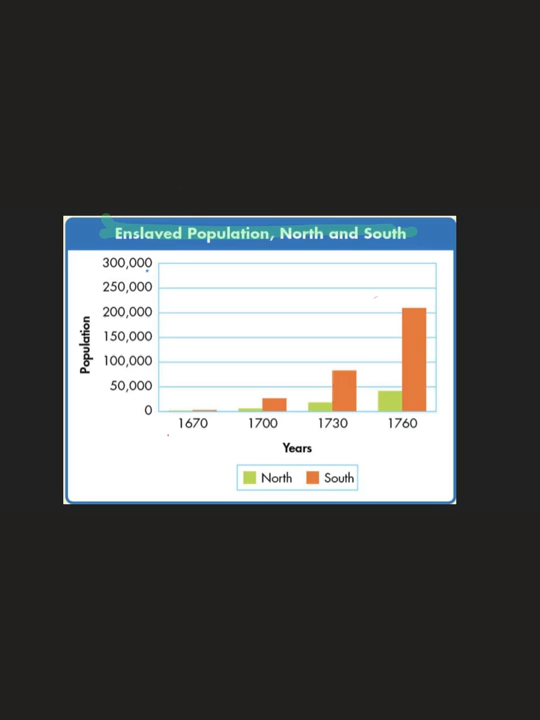 Enslaved Population, North and South
300,000
250,000
200,000
150,000
100,000
50,000
0
Population
1670 1700 1730 1760
Years
North South